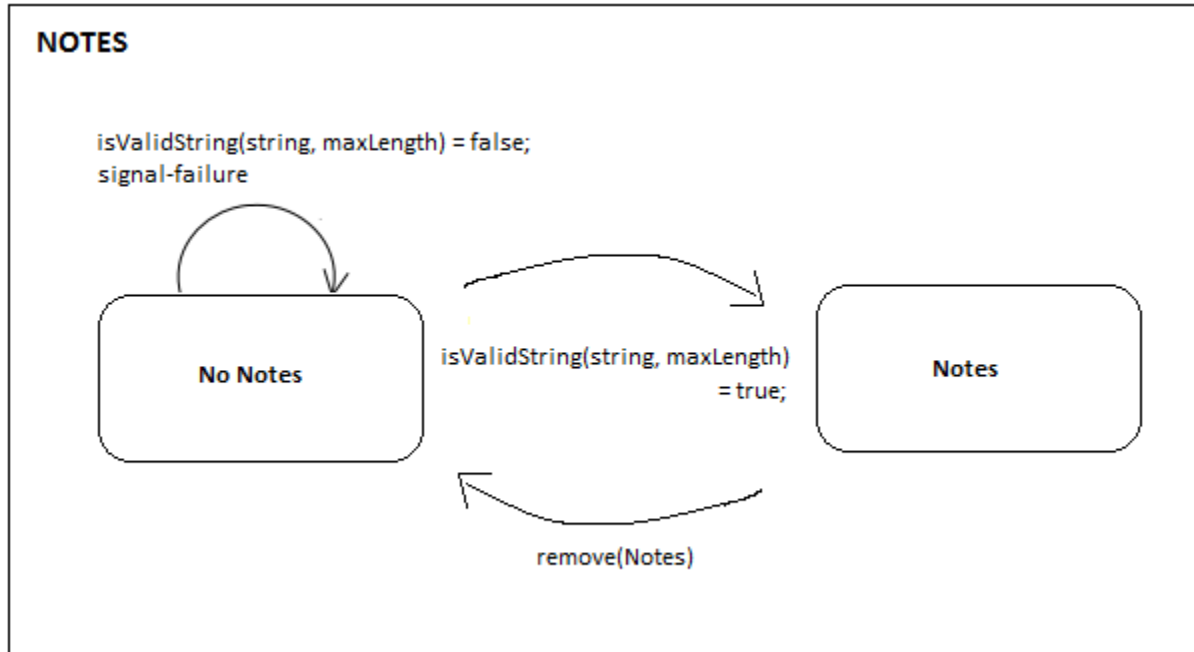 NOTES
isValidString(string, maxLength) = false;
signal-failure
No Notes
isValidString(string, maxLength)
= true;
Notes
remove(Notes)